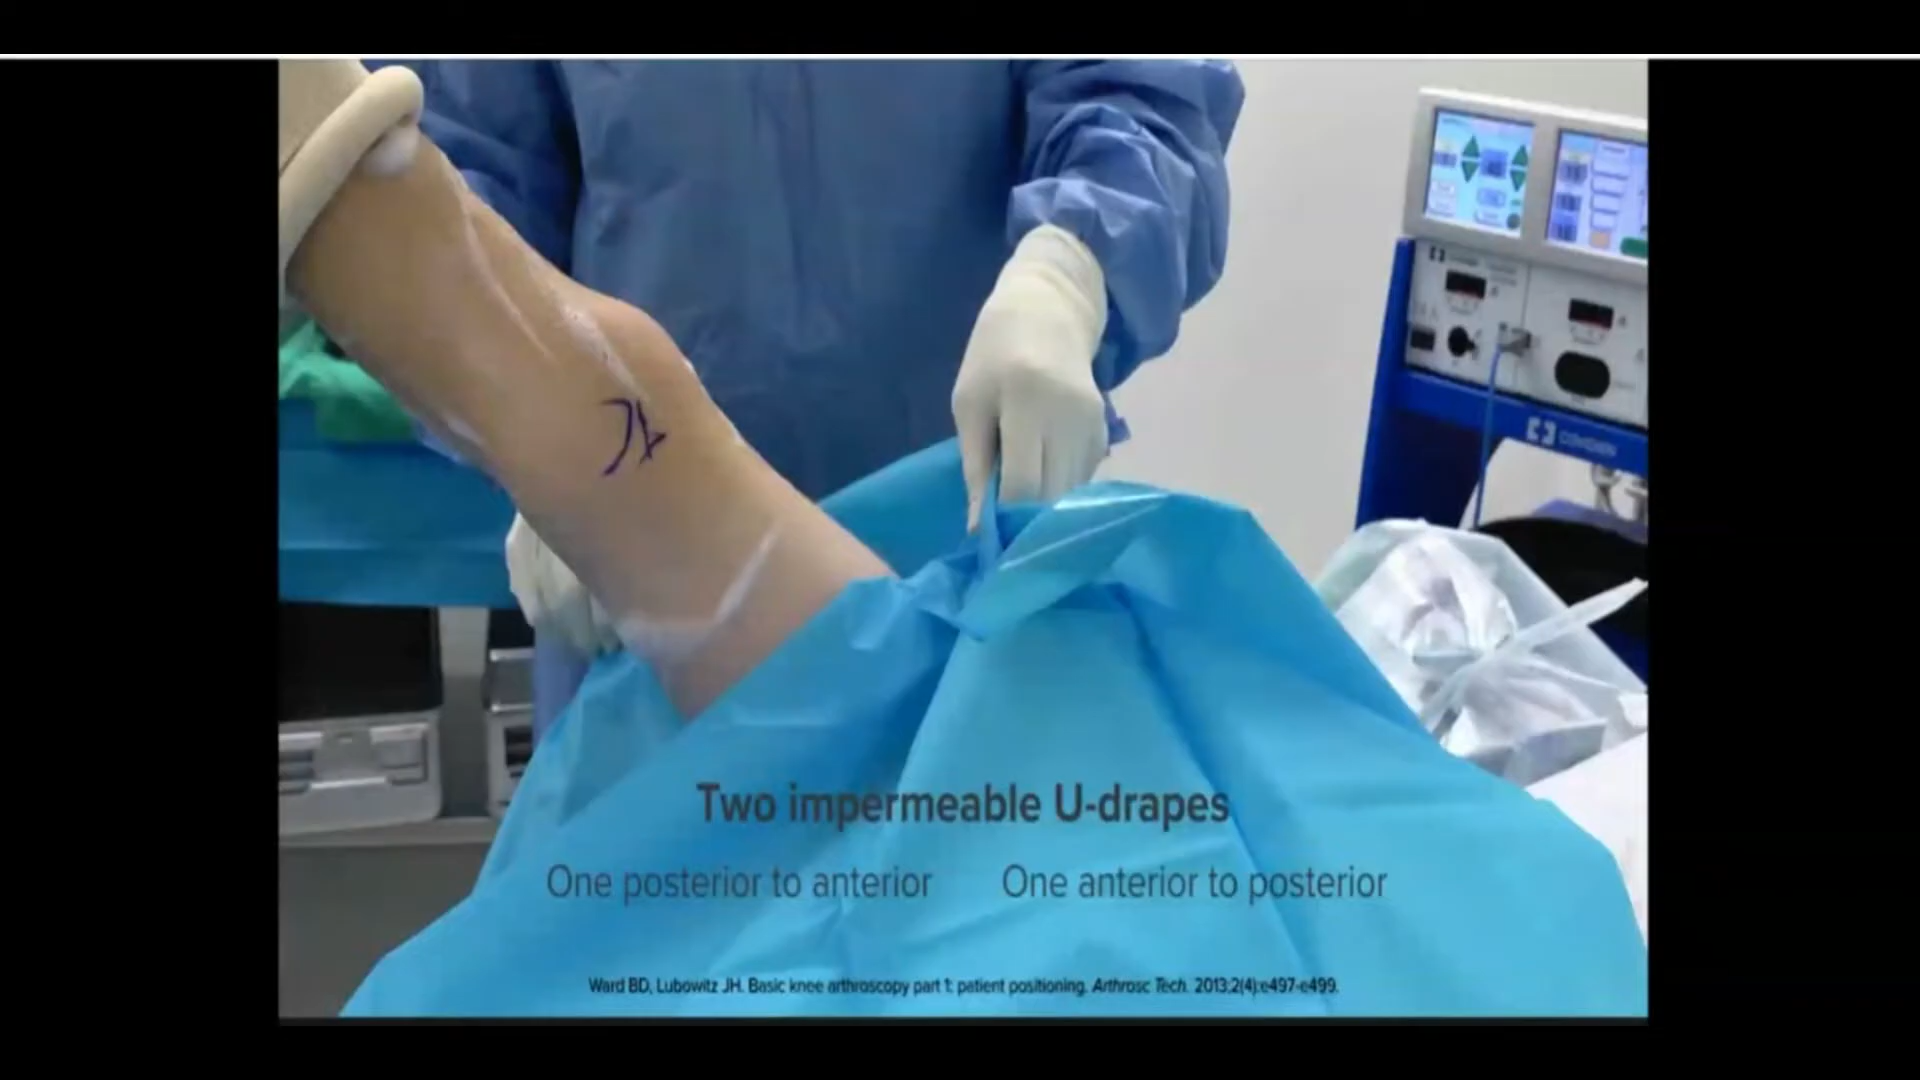 Two impermeable U-drapes
One posterior to anterior
One anterior to posterior
Ward BD, Lubowitz JH. Basic knee arthroscopy part 1: patient positioning. Arthrosc Tech. 2013;2(4):e497-e499.
COVIDIEN